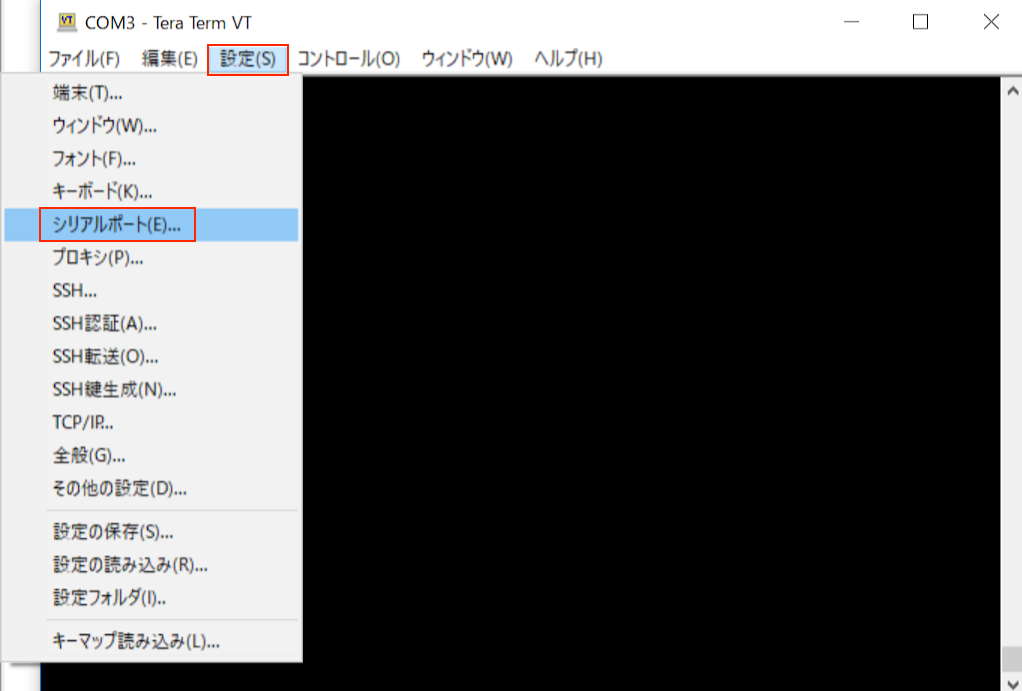 VT COM3 - Tera Term VT
ファイル(F) 編集(E) 設定(S) コントロール(O) ウィンドウ(W) ヘルプ(H)
端末(T)...
ウィンドウ(W)...
フォント(F)...
キーボード(K)...
シリアルポート(E)...
プロキシ(P)...
SSH...
SSH認証(A)...
SSH転送(O)...
SSH鍵生成(N)...
TCP/IP...
全般(G)...
その他の設定(D)...
設定の保存(S)...
設定の読み込み(R)...
設定フォルダ(I)..
キーマップ読み込み(L)...